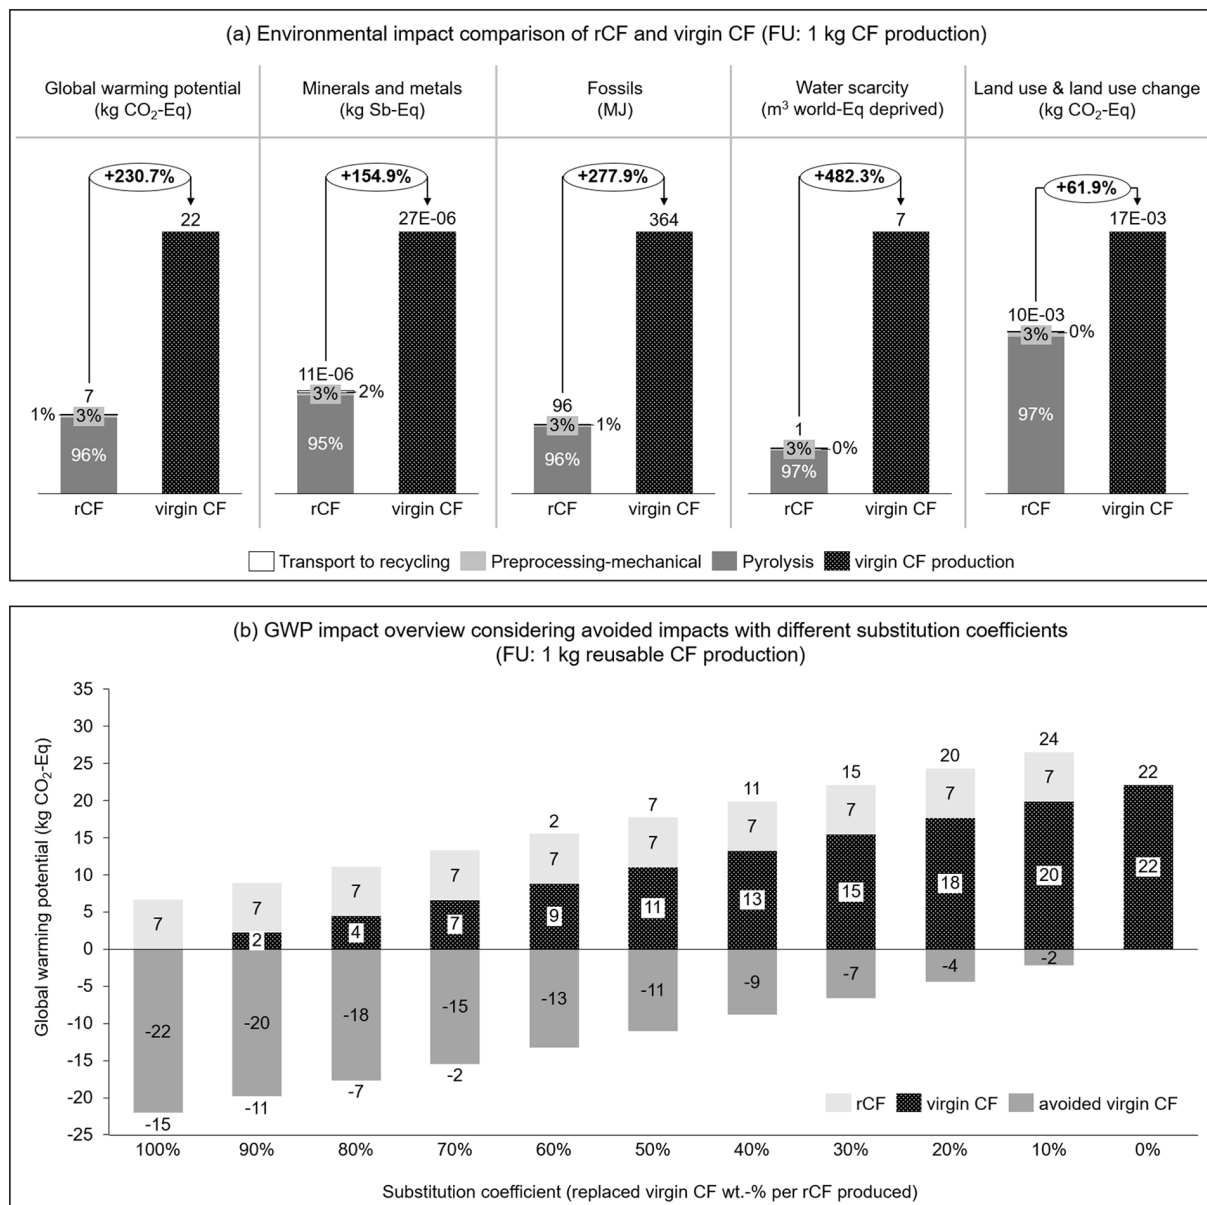 (a) Environmental impact comparison of rCF and virgin CF (FU: 1 kg CF production)
Global warming potential
(kg CO₂-Eq)
Minerals and metals
(kg Sb-Eq)
Fossils
(MJ)
Water scarcity
(m³ world-Eq deprived)
Land use & land use change
(kg CO₂-Eq)
+230.7%
22
7
1%
3%
96%
rCF
virgin CF
+154.9%
27E-06
11E-06
3%
2%
95%
rCF
virgin CF
+277.9%
364
96
3%
1%
96%
rCF
virgin CF
+482.3%
7
1
3%
0%
97%
rCF
virgin CF
+61.9%
17E-03
10E-03
3%
0%
97%
rCF
virgin CF
Transport to recycling
Preprocessing-mechanical
Pyrolysis
virgin CF production
(b) GWP impact overview considering avoided impacts with different substitution coefficients
(FU: 1 kg reusable CF production)
Global warming potential (kg CO₂-Eq)
35
30
25
20
15
10
5
0
-5
-10
-15
-20
-25
7
-22
-15
7
2
-20
-11
7
4
-18
-7
7
7
-15
-2
2
7
9
-13
7
7
11
-11
11
7
13
-9
15
7
15
-7
20
7
18
-4
24
7
20
-2
22
22
rCF
virgin CF
avoided virgin CF
100%
90%
80%
70%
60%
50%
40%
30%
20%
10%
0%
Substitution coefficient (replaced virgin CF wt.-% per rCF produced)